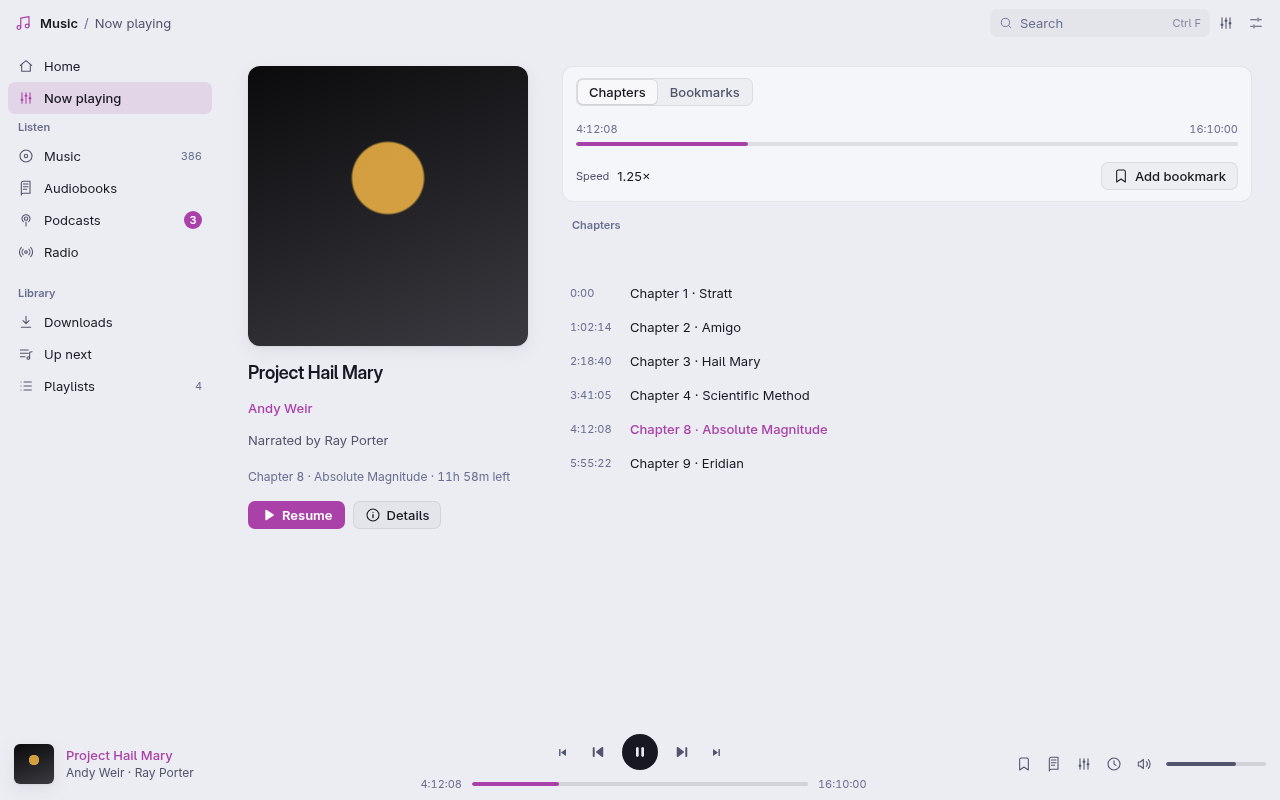 Music / Now playing
Search Ctrl F
Home
Now playing
Listen
Music 386
Audiobooks
Podcasts 3
Radio
Library
Downloads
Up next
Playlists 4
Project Hail Mary
Andy Weir
Narrated by Ray Porter
Chapter 8 · Absolute Magnitude · 11h 58m left
Resume Details
Chapters Bookmarks
4:12:08 16:10:00
Speed 1.25× Add bookmark
Chapters
0:00 Chapter 1 · Stratt
1:02:14 Chapter 2 · Amigo
2:18:40 Chapter 3 · Hail Mary
3:41:05 Chapter 4 · Scientific Method
4:12:08 Chapter 8 · Absolute Magnitude
5:55:22 Chapter 9 · Eridian
Project Hail Mary
Andy Weir · Ray Porter
4:12:08 16:10:00